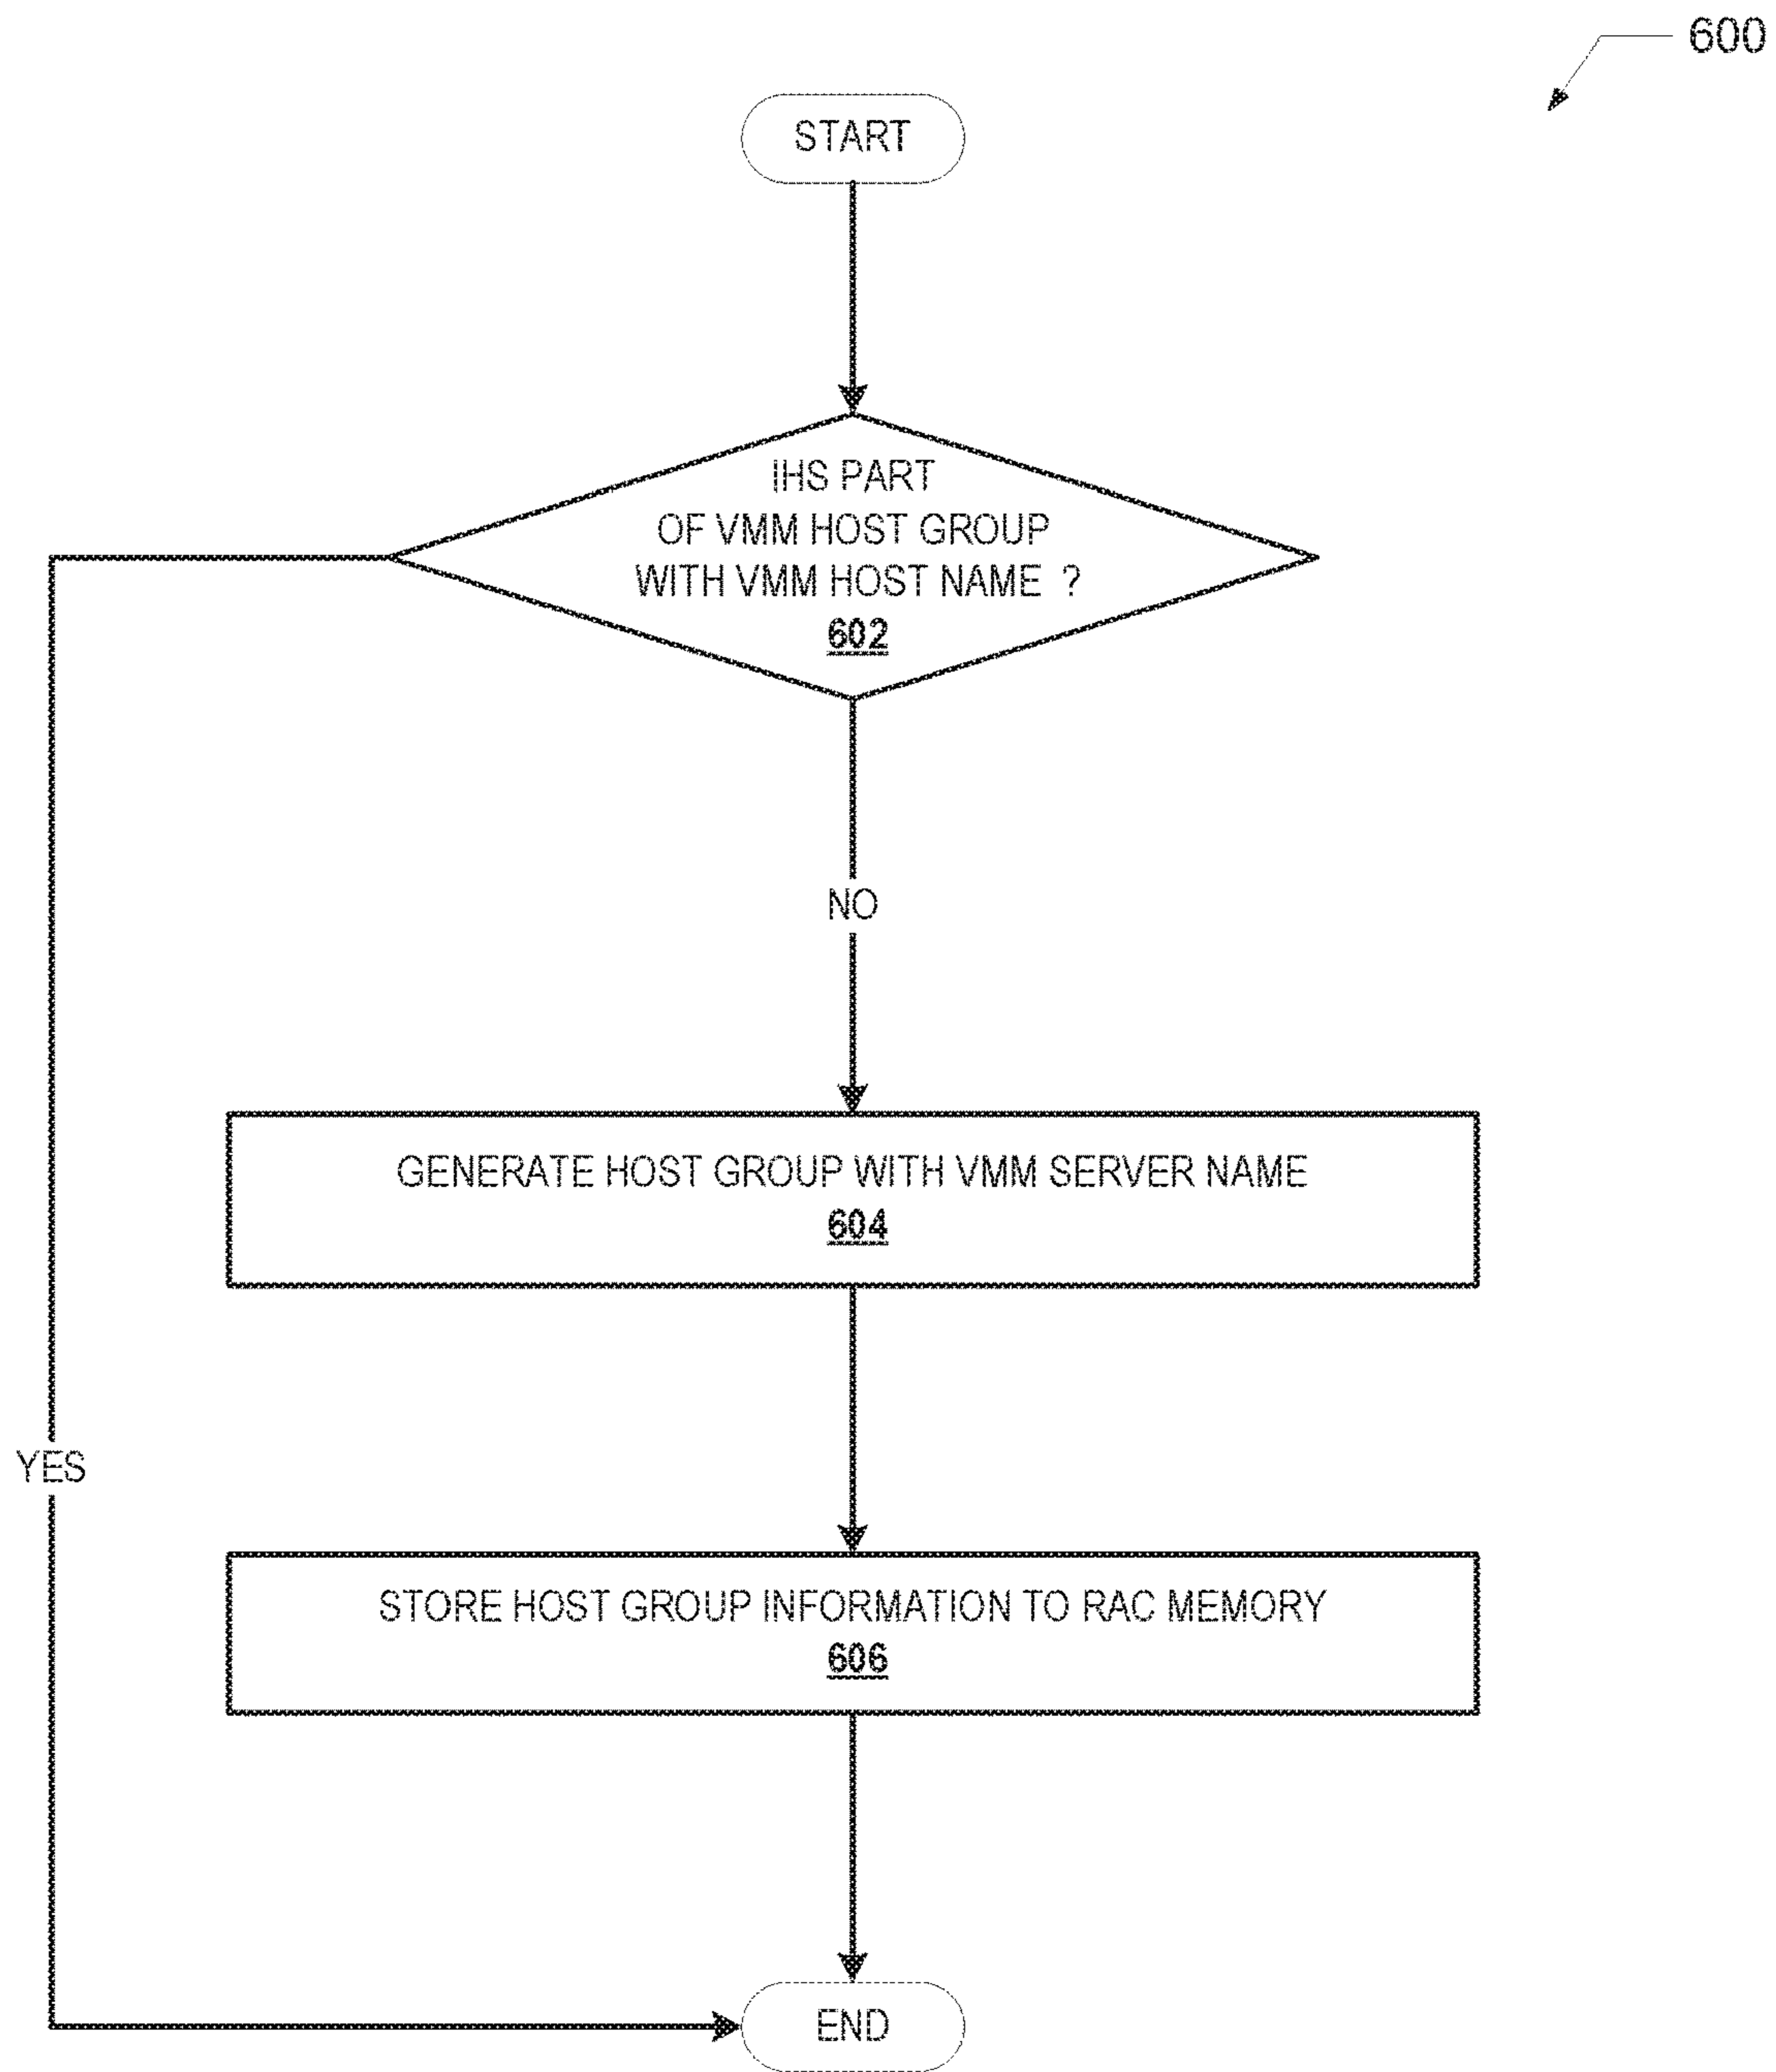 600
START
IHS PART
OF VMM HOST GROUP
WITH VMM HOST NAME ?
602
NO
GENERATE HOST GROUP WITH VMM SERVER NAME
604
YES
STORE HOST GROUP INFORMATION TO RAC MEMORY
606
END